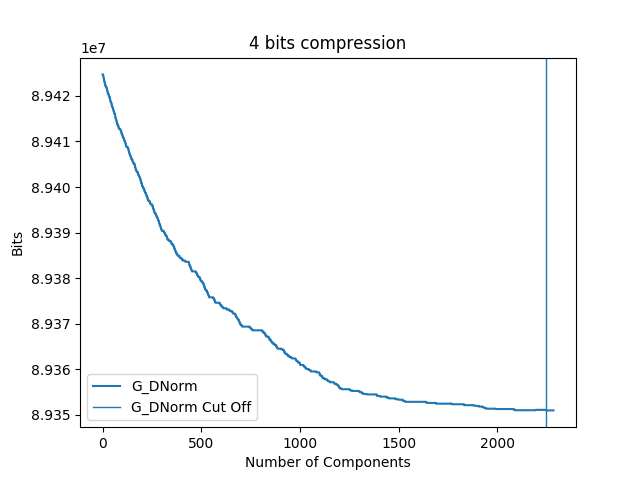 4 bits compression
1e7
8.942
8.941
8.940
8.939
8.938
8.937
8.936
8.935
Bits
G_DNorm
G_DNorm Cut Off
0 500 1000 1500 2000
Number of Components